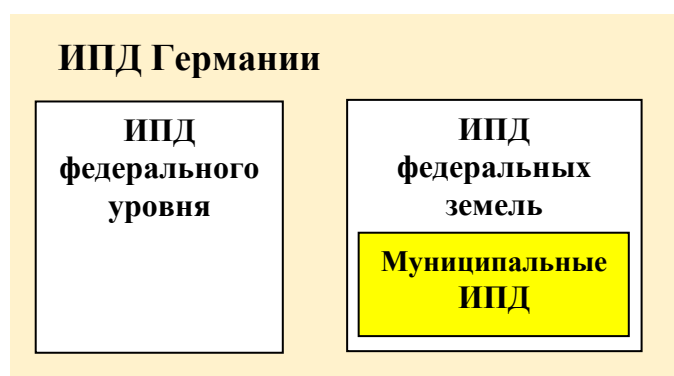 ИПД Германии
ИПД
федерального
уровня
ИПД
федеральных
земель
Муниципальные
ИПД